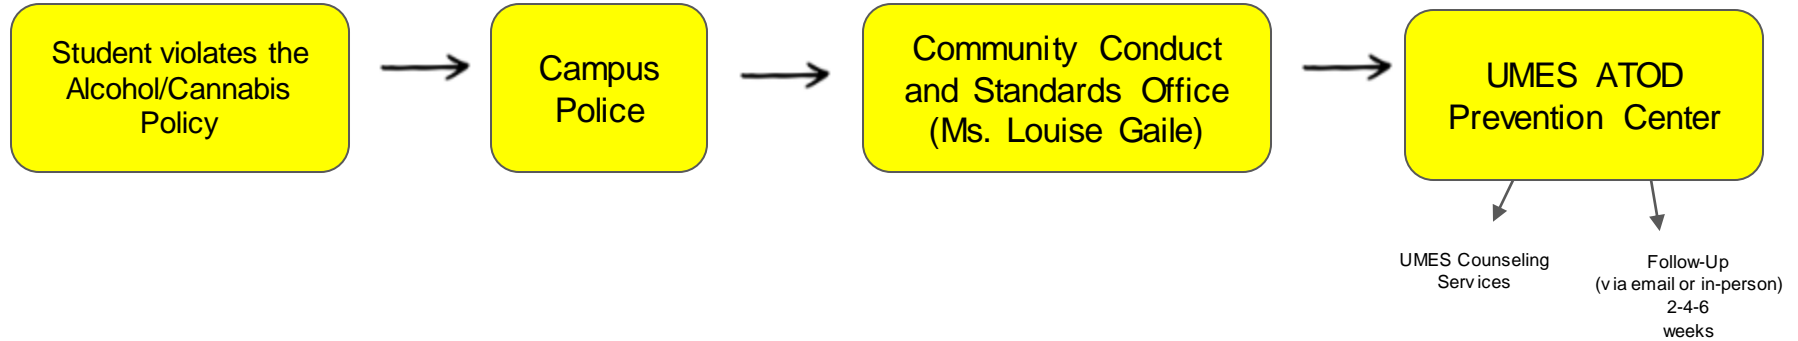 Student violates the
Alcohol/Cannabis
Policy
Campus
Police
Community Conduct
and Standards Office
(Ms. Louise Gaile)
UMES ATOD
Prevention Center
UMES Counseling
Services
Follow-Up
(via email or in-person)
2-4-6
weeks